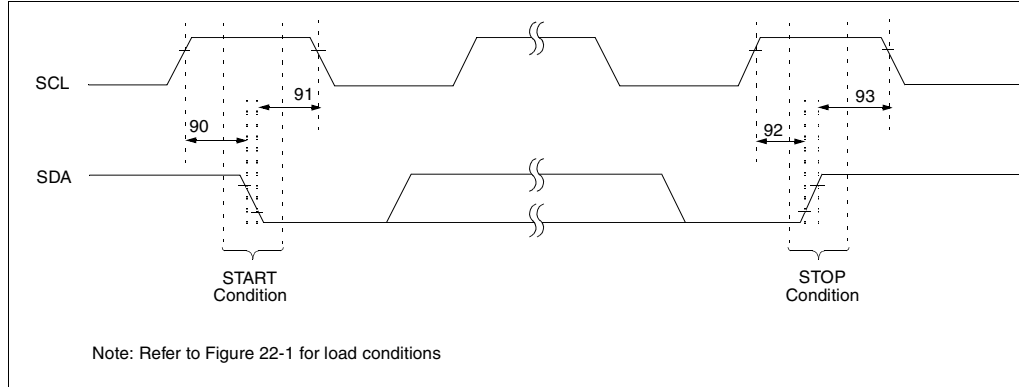 SCL
91
93
90
92
SDA
START
Condition
STOP
Condition
Note: Refer to Figure 22-1 for load conditions